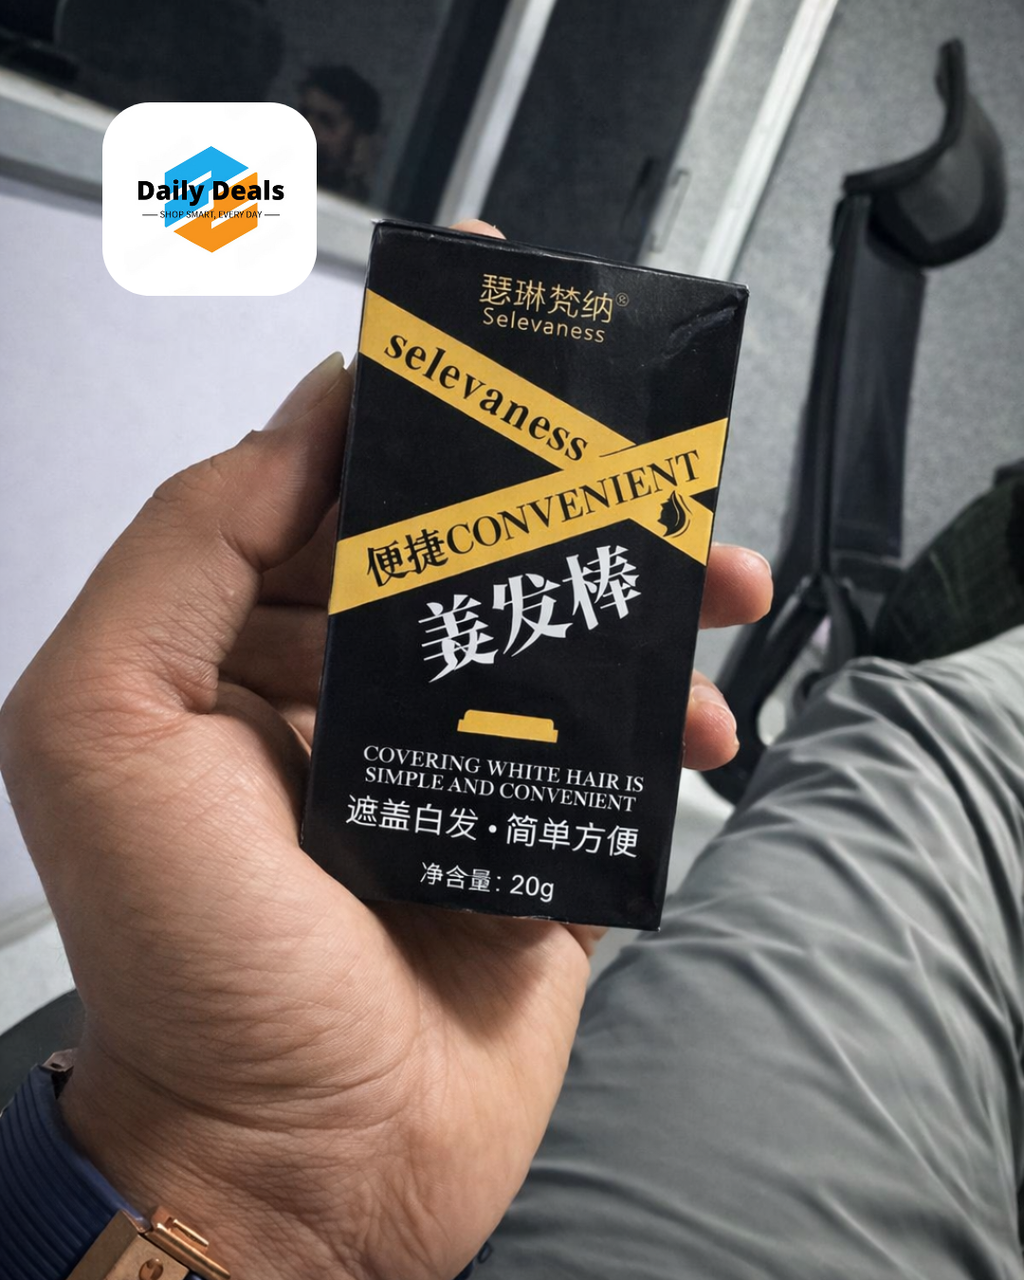 Daily Deals
SHOP SMART, EVERY DAY
瑟琳梵纳®
Selevaness
selevaness
便捷CONVENIENT
姜发棒
COVERING WHITE HAIR IS
SIMPLE AND CONVENIENT
遮盖白发·简单方便
净含量: 20g